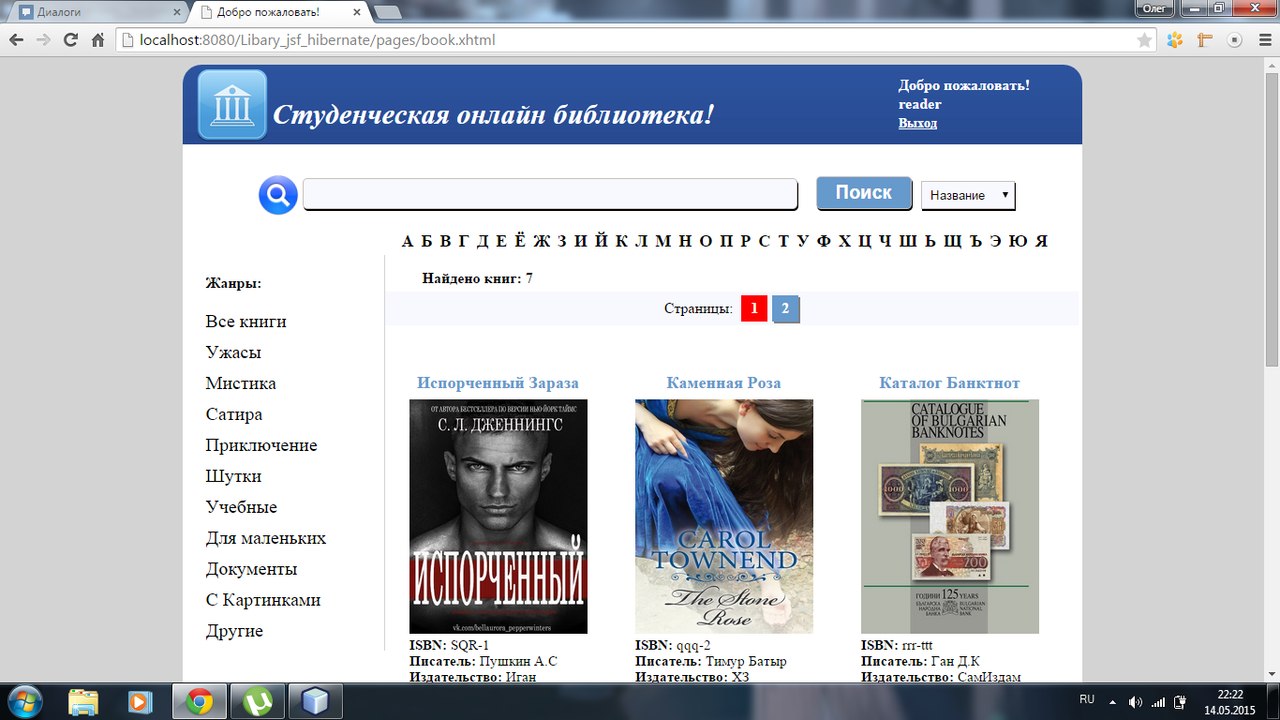 Диалоги
Добро пожаловать!
Олег
localhost:8080/Libary_jsf_hibernate/pages/book.xhtml
Студенческая онлайн библиотека!
Добро пожаловать!
reader
Выход
Поиск
Название
А Б В Г Д Е Ё Ж З И Й К Л М Н О П Р С Т У Ф Х Ц Ч Ш Ь Щ Ъ Э Ю Я
Жанры:
Все книги
Ужасы
Мистика
Сатира
Приключение
Шутки
Учебные
Для маленьких
Документы
С Картинками
Другие
Найдено книг: 7
Страницы: 1 2
Испорченный Зараза
ОТ АВТОРА БЕСТСЕЛЛЕРА ПО ВЕРСИИ НЬЮ ЙОРК ТАЙМС
С. Л. ДЖЕННИНГС
ИСПОРЧЕННЫЙ
vk.com/bellaurora_pepperwinters
ISBN: SQR-1
Писатель: Пушкин А.С
Издательство: Иган
Каменная Роза
CAROL
TOWNEND
The Stone
Rose
ISBN: qqq-2
Писатель: Тимур Батыр
Издательство: ХЗ
Каталог Банктнот
CATALOGUE
OF BULGARIAN
BANKNOTES
1000 1000
200
ГОДИНИ 125 YEARS
БЪЛГАРСКА НАРОДНА БАНКА
BULGARIAN NATIONAL BANK
ISBN: rrr-ttt
Писатель: Ган Д.К
Издательство: СамИздам
RU
22:22
14.05.2015